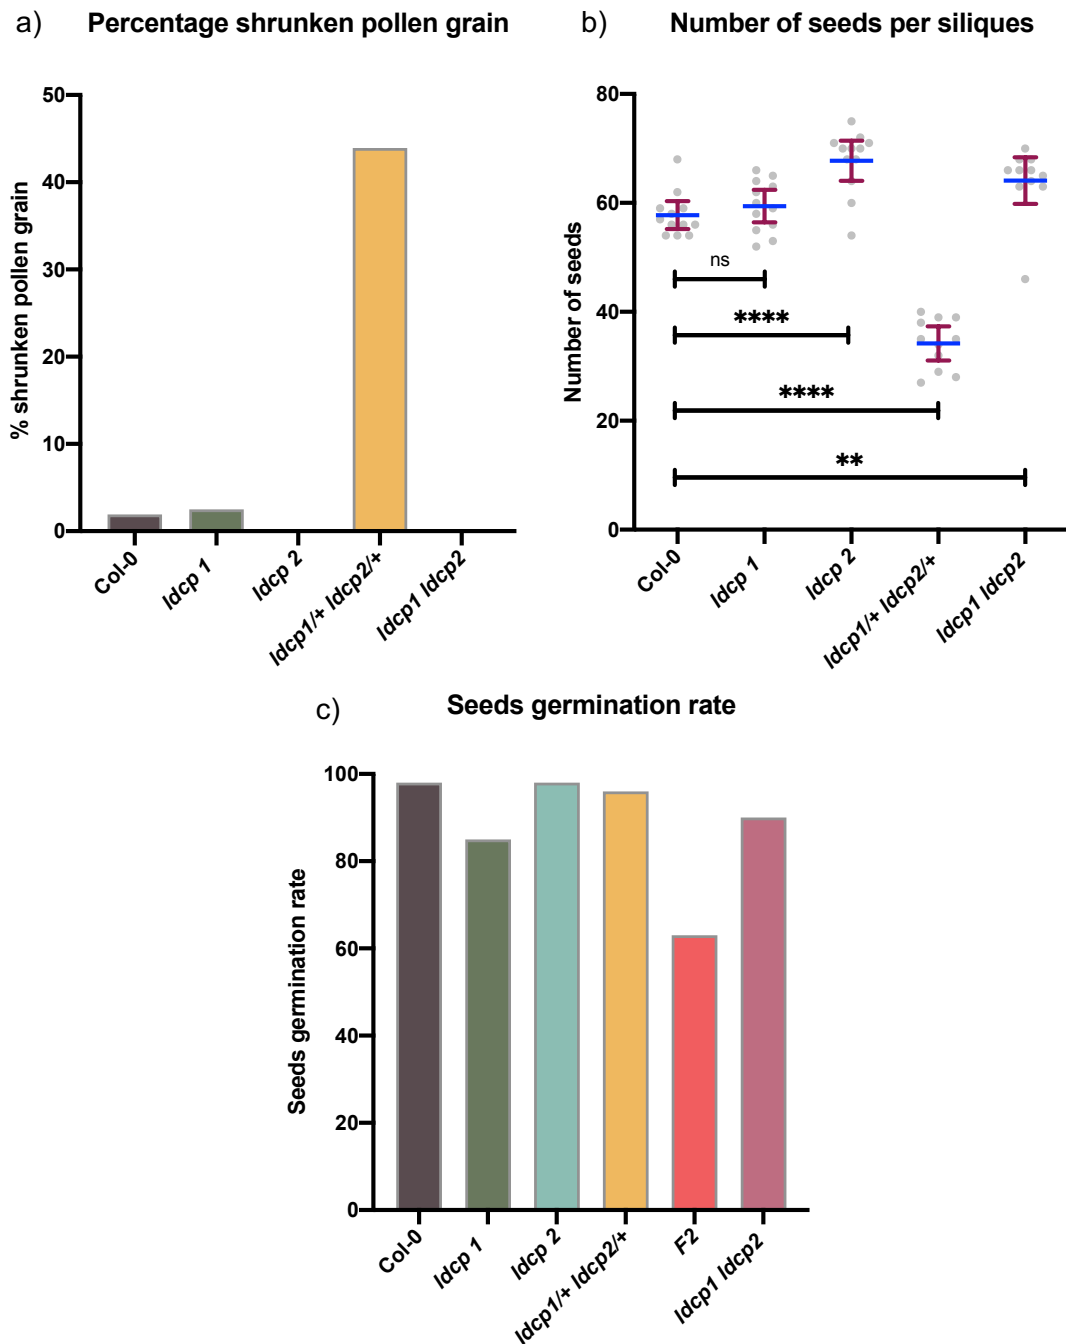 a) Percentage shrunken pollen grain
% shrunken pollen grain
50
40
30
20
10
0
Col-0
ldcp 1
ldcp 2
ldcp1/+ ldcp2/+
ldcp1 ldcp2
b) Number of seeds per siliques
Number of seeds
80
60
40
20
0
ns
****
****
**
Col-0
ldcp 1
ldcp 2
ldcp1/+ ldcp2/+
ldcp1 ldcp2
c) Seeds germination rate
Seeds germination rate
100
80
60
40
20
0
Col-0
ldcp 1
ldcp 2
ldcp1/+ ldcp2/+
F2
ldcp1 ldcp2